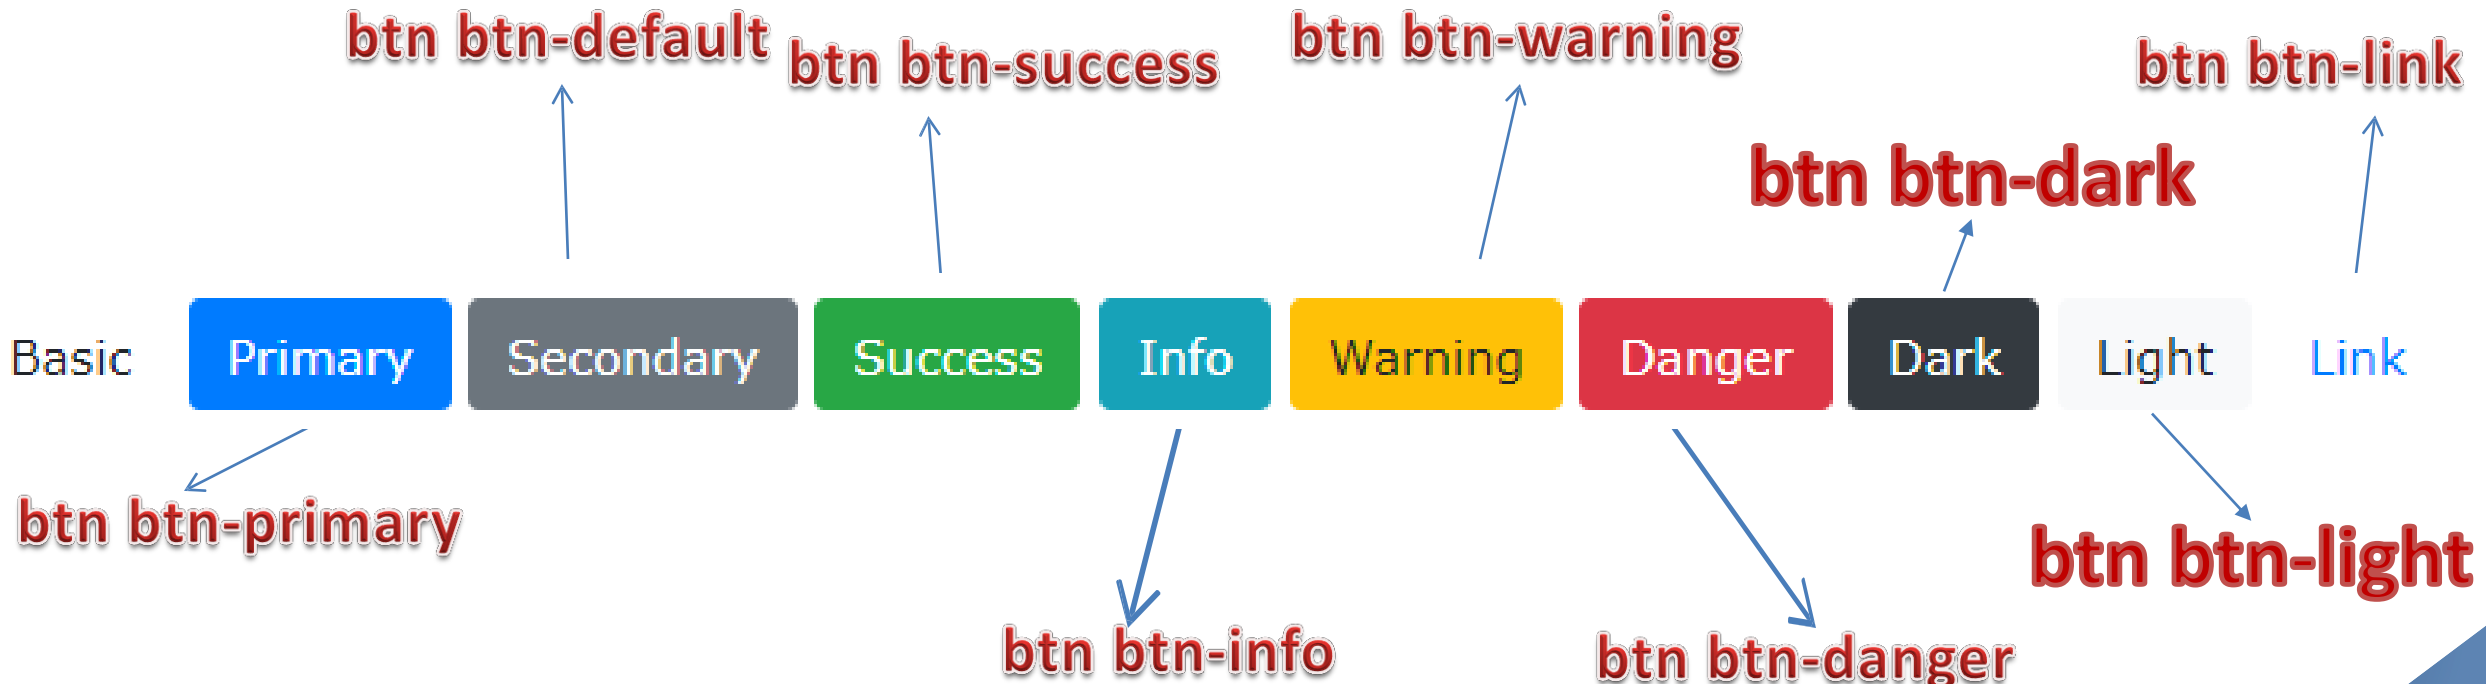 btn btn-default
btn btn-success
btn btn-warning
btn btn-link
btn btn-dark
Basic Primary Secondary Success Info Warning Danger Dark Light Link
btn btn-primary
btn btn-light
btn btn-info
btn btn-danger